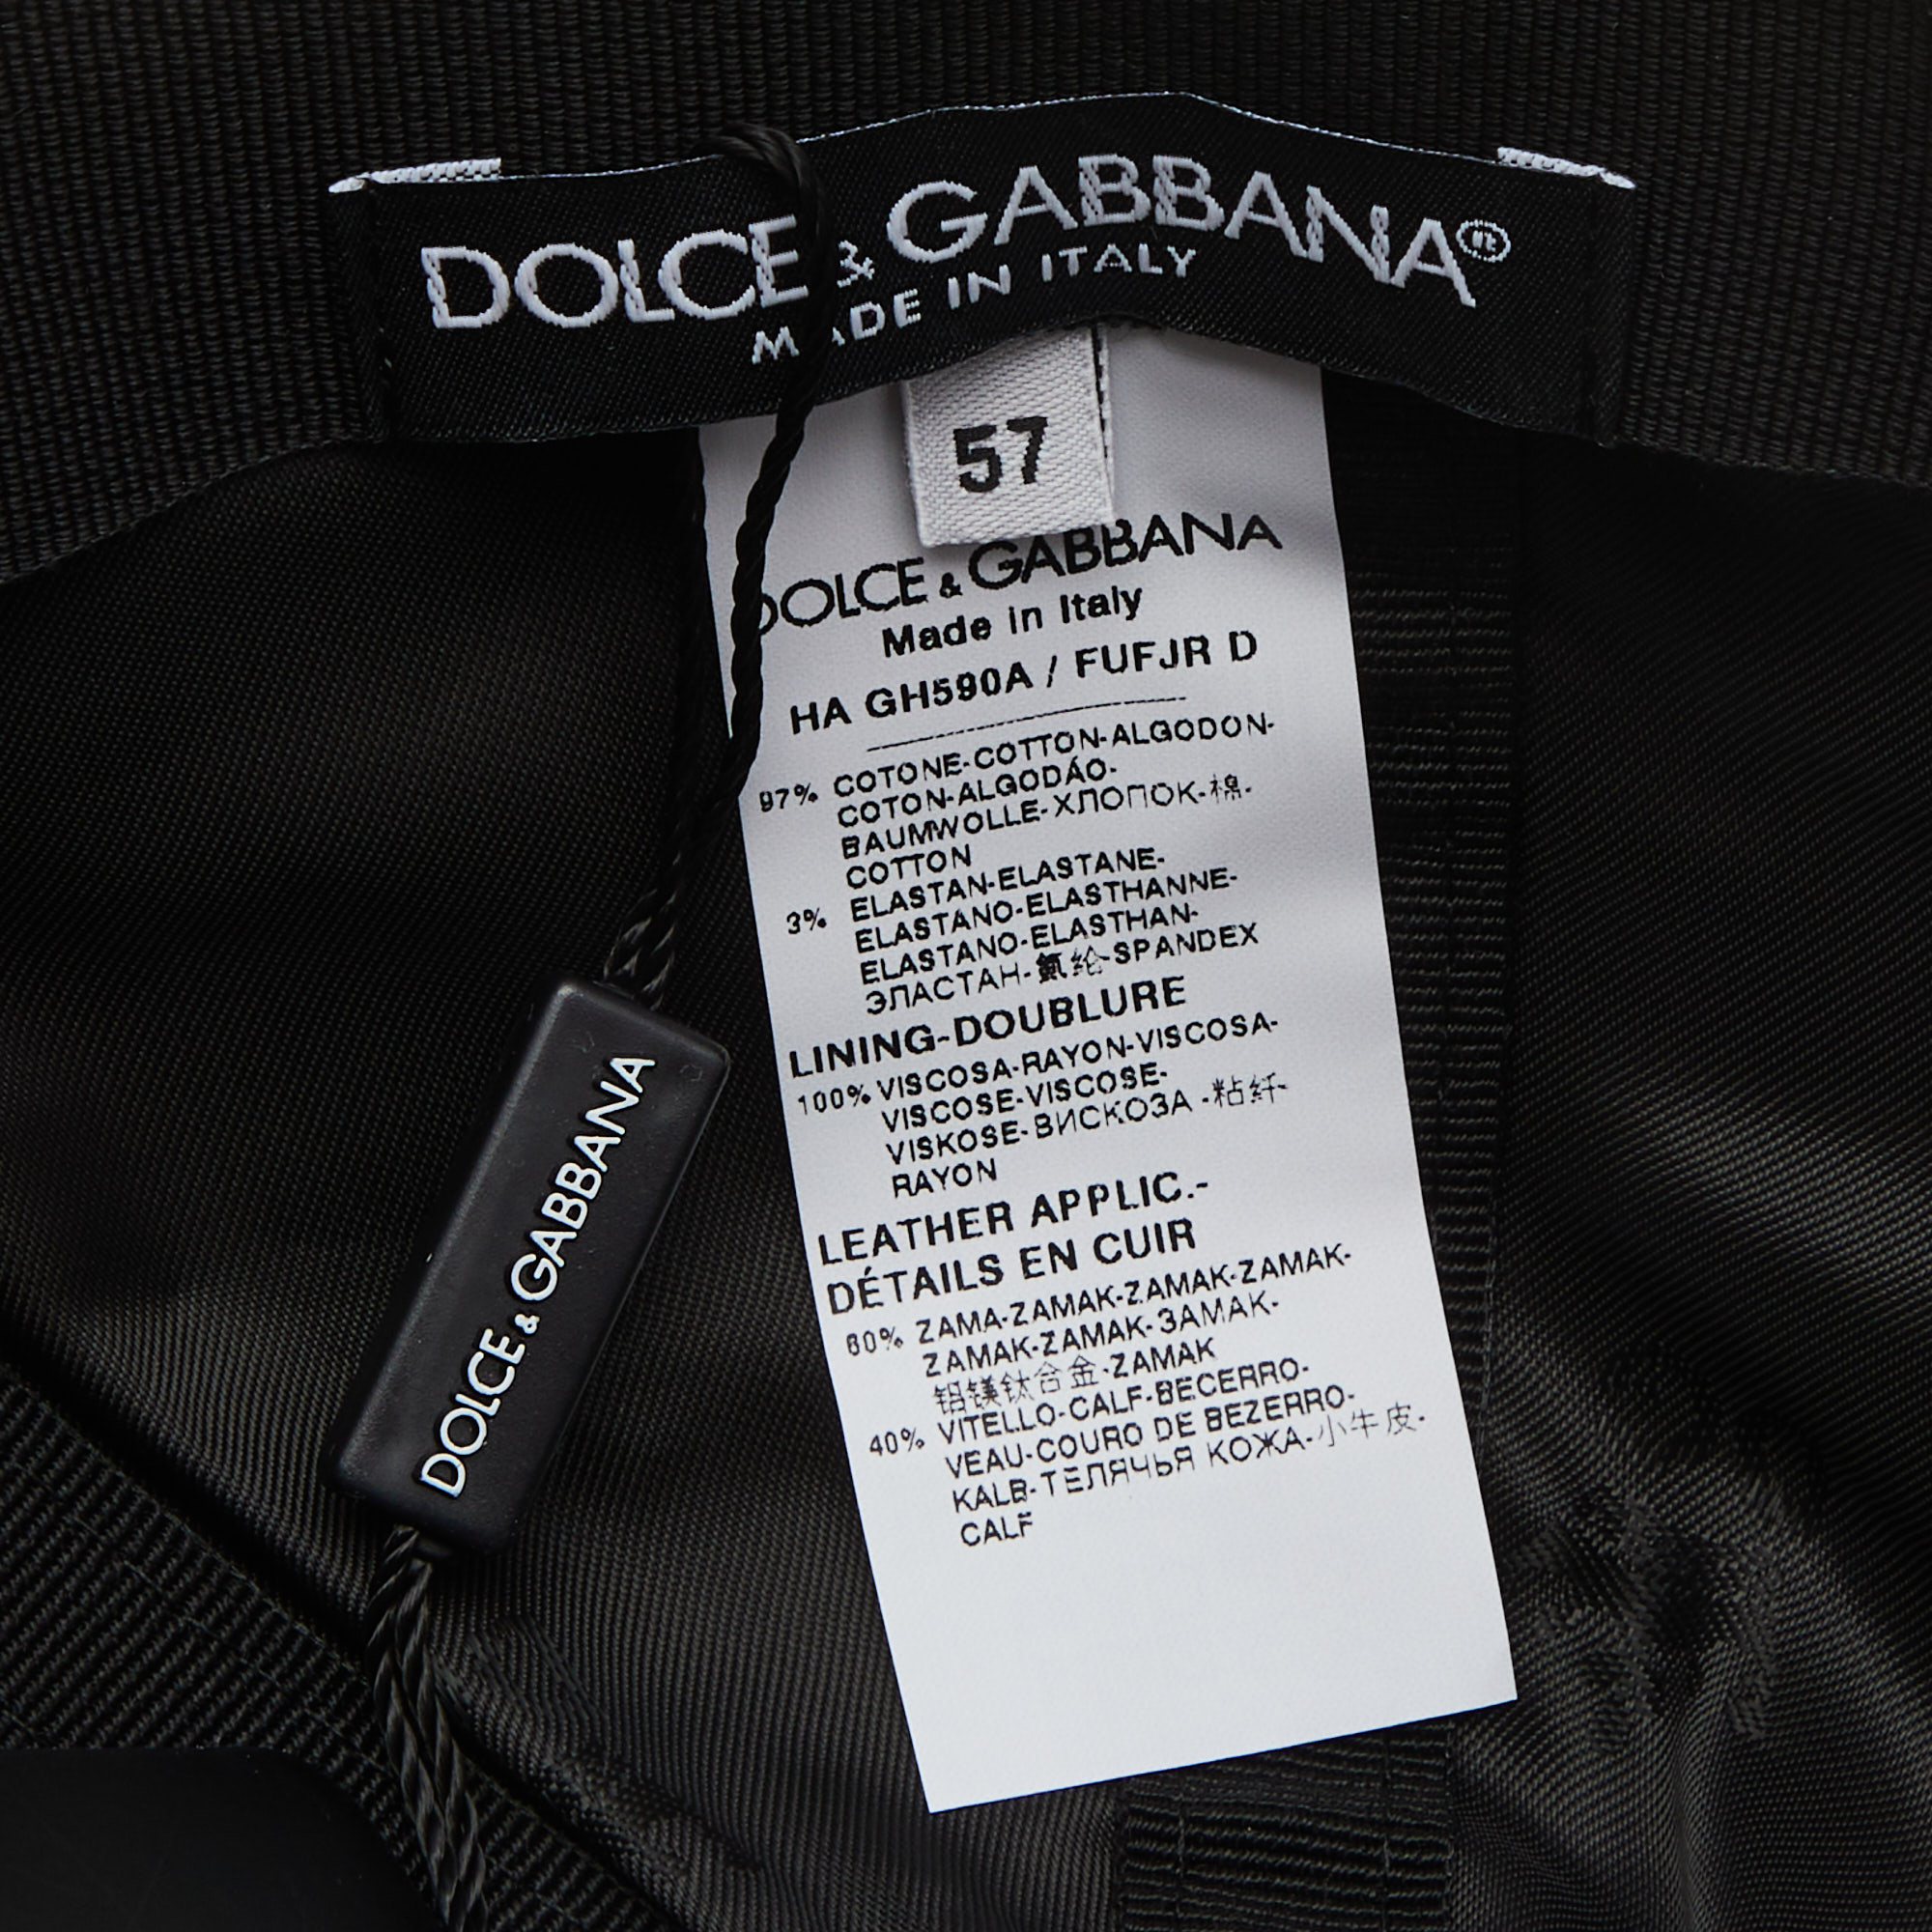 DOLCE & GABBANA
MADE IN ITALY
57
DOLCE & GABBANA
Made in Italy
HA GH590A / FUFJR D
97% COTONE-COTTON-ALGODON-
COTON-ALGODÁO-
BAUMWOLLE-ХЛОПОК-棉-
COTTON
3% ELASTAN-ELASTANE-
ELASTANO-ELASTHANNE-
ELASTANO-ELASTHAN-
ЭЛАСТАН-氨纶-SPANDEX
LINING-DOUBLURE
100% VISCOSA-RAYON-VISCOSA-
VISCOSE-VISCOSE-
VISKOSE-ВИСКОЗА -粘纤-
RAYON
LEATHER APPLIC.-
DÉTAILS EN CUIR
60% ZAMA-ZAMAK-ZAMAK-ZAMAK-
ZAMAK-ZAMAK-ЗАМАК-
铝镁钛合金-ZAMAK
40% VITELLO-CALF-BECERRO-
VEAU-COURO DE BEZERRO-
KALB-ТЕЛЯЧЬЯ КОЖА-小牛皮-
CALF
DOLCE & GABBANA